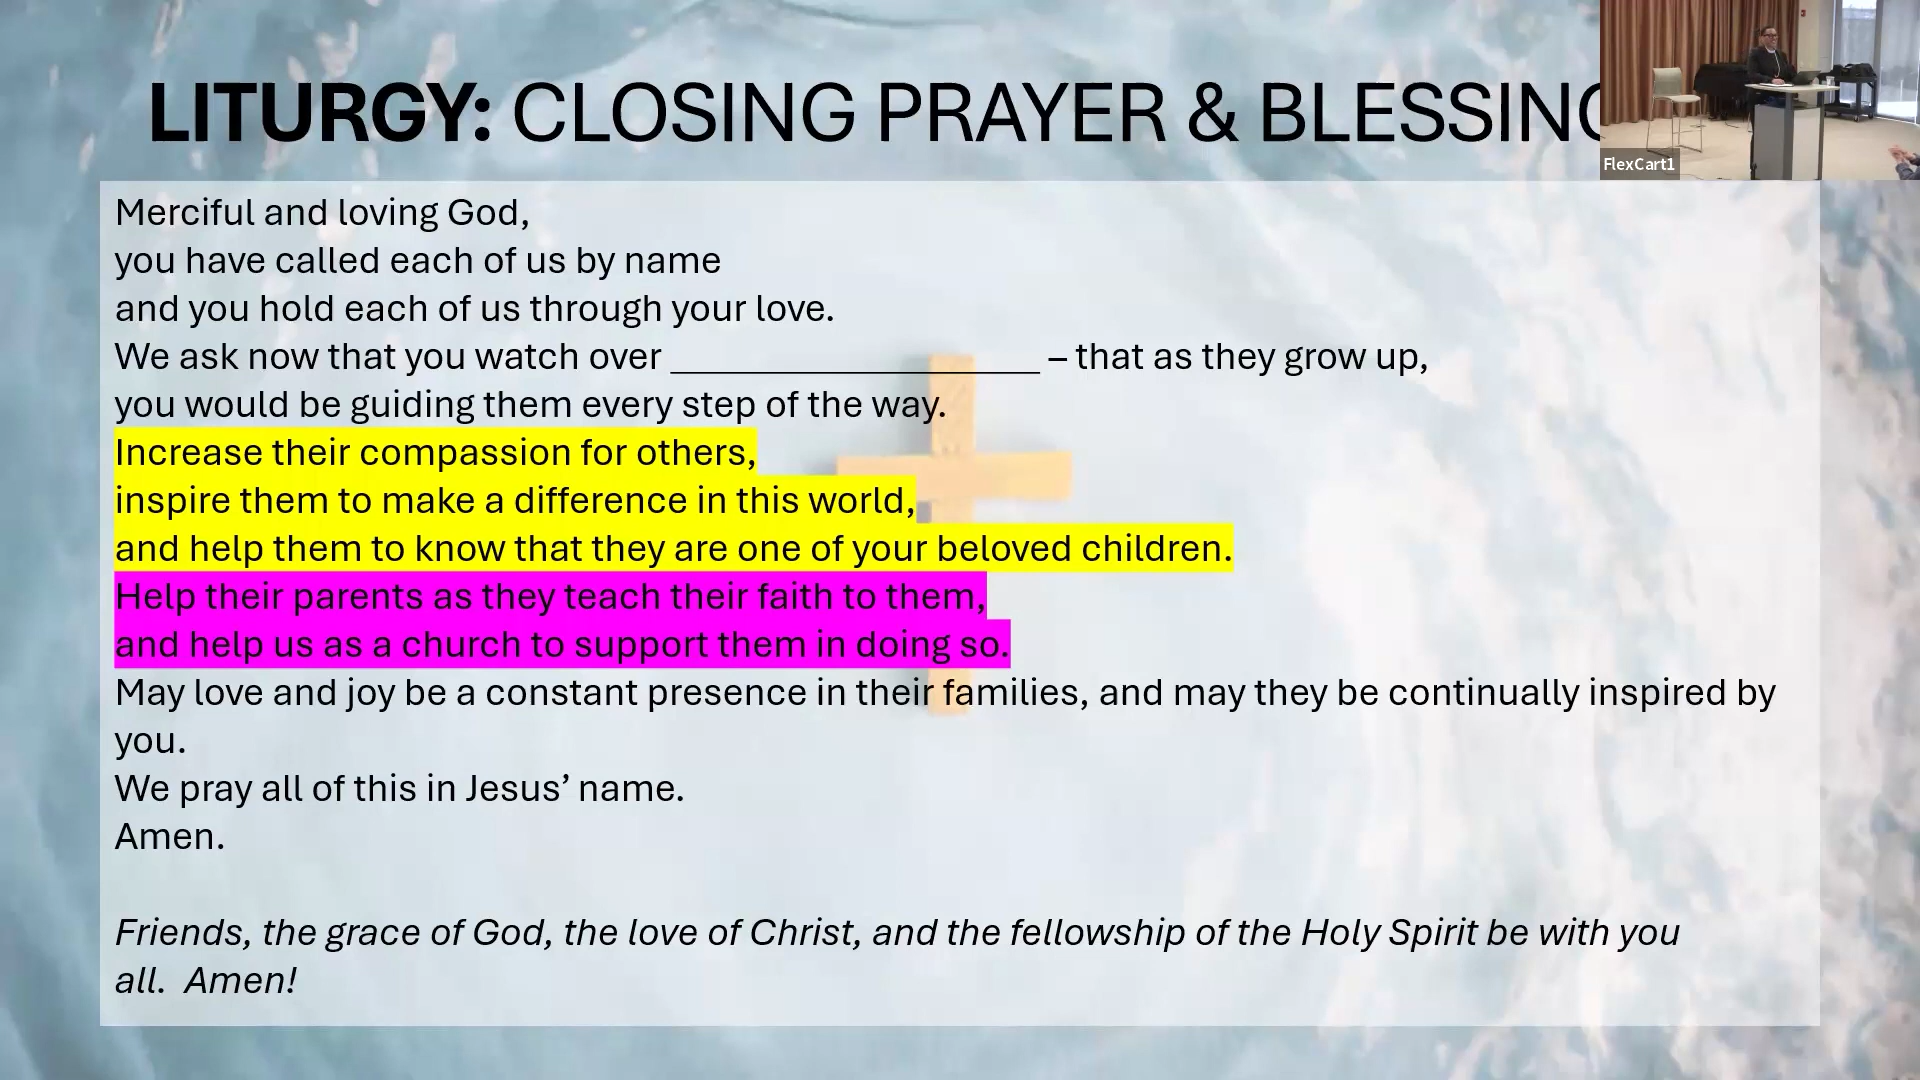 LITURGY: CLOSING PRAYER & BLESSING
FlexCart1
Merciful and loving God,
you have called each of us by name
and you hold each of us through your love.
We ask now that you watch over __________________ – that as they grow up,
you would be guiding them every step of the way.
Increase their compassion for others,
inspire them to make a difference in this world,
and help them to know that they are one of your beloved children.
Help their parents as they teach their faith to them,
and help us as a church to support them in doing so.
May love and joy be a constant presence in their families, and may they be continually inspired by
you.
We pray all of this in Jesus’ name.
Amen.
Friends, the grace of God, the love of Christ, and the fellowship of the Holy Spirit be with you
all.  Amen!